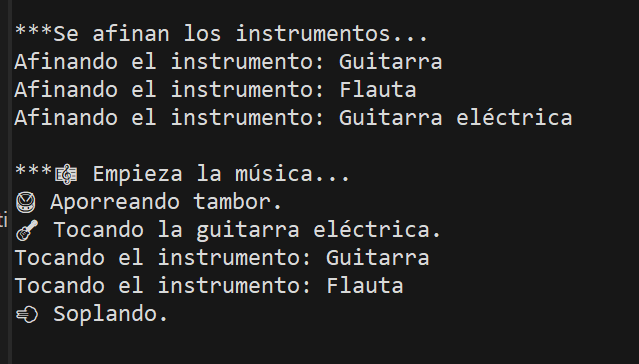 ***Se afinan los instrumentos...
Afinando el instrumento: Guitarra
Afinando el instrumento: Flauta
Afinando el instrumento: Guitarra eléctrica
***🎼 Empieza la música...
🥁 Aporreando tambor.
🎸 Tocando la guitarra eléctrica.
Tocando el instrumento: Guitarra
Tocando el instrumento: Flauta
💨 Soplando.
ti